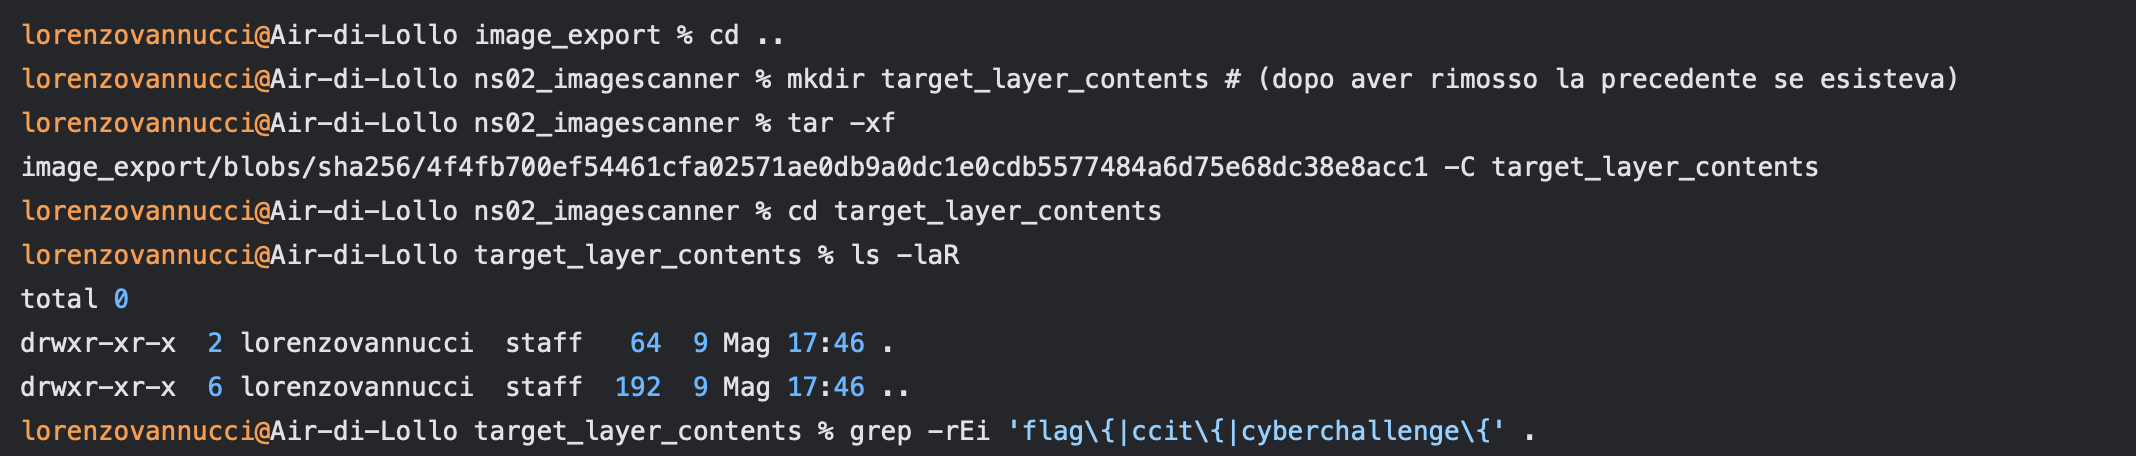 lorenzovannucci@Air-di-Lollo image_export % cd ..
lorenzovannucci@Air-di-Lollo ns02_imagescanner % mkdir target_layer_contents # (dopo aver rimosso la precedente se esisteva)
lorenzovannucci@Air-di-Lollo ns02_imagescanner % tar -xf
image_export/blobs/sha256/4f4fb700ef54461cfa02571ae0db9a0dc1e0cdb5577484a6d75e68dc38e8acc1 -C target_layer_contents
lorenzovannucci@Air-di-Lollo ns02_imagescanner % cd target_layer_contents
lorenzovannucci@Air-di-Lollo target_layer_contents % ls -laR
total 0
drwxr-xr-x  2 lorenzovannucci  staff   64  9 Mag 17:46 .
drwxr-xr-x  6 lorenzovannucci  staff  192  9 Mag 17:46 ..
lorenzovannucci@Air-di-Lollo target_layer_contents % grep -rEi 'flag\{|ccit\{|cyberchallenge\{' .